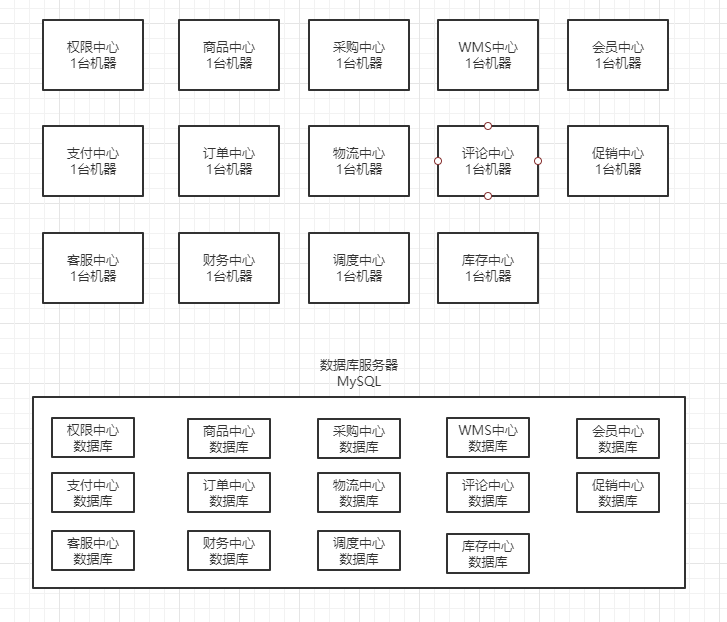 权限中心
1台机器
商品中心
1台机器
采购中心
1台机器
WMS中心
1台机器
会员中心
1台机器
支付中心
1台机器
订单中心
1台机器
物流中心
1台机器
评论中心
1台机器
促销中心
1台机器
客服中心
1台机器
财务中心
1台机器
调度中心
1台机器
库存中心
1台机器
数据库服务器
MySQL
权限中心
数据库
商品中心
数据库
采购中心
数据库
WMS中心
数据库
会员中心
数据库
支付中心
数据库
订单中心
数据库
物流中心
数据库
评论中心
数据库
促销中心
数据库
客服中心
数据库
财务中心
数据库
调度中心
数据库
库存中心
数据库